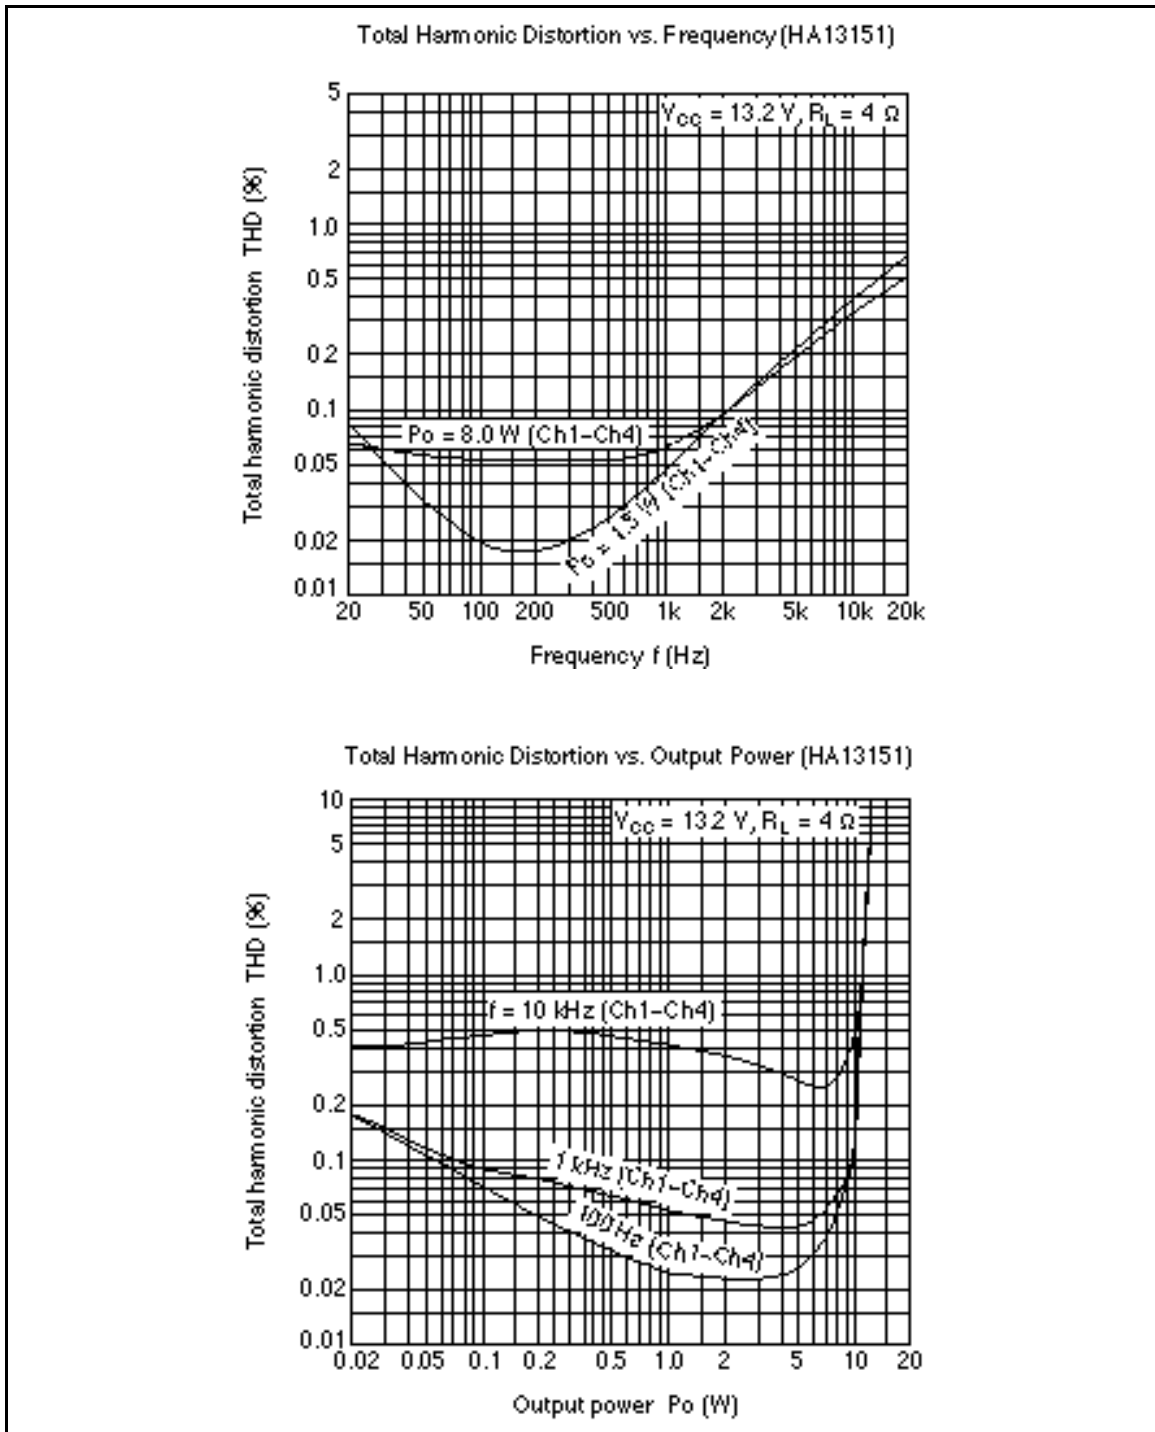 Total Harmonic Distortion vs. Frequency (HA13151)
5
V_CC = 13.2 V, R_L = 4 Ω
2
1.0
0.5
0.2
0.1
0.05
0.02
0.01
Total harmonic distortion THD (%)
Po = 8.0 W (Ch1–Ch4)
Po = 1.5 W (Ch1–Ch4)
20 50 100 200 500 1k 2k 5k 10k 20k
Frequency f (Hz)
Total Harmonic Distortion vs. Output Power (HA13151)
10
V_CC = 13.2 V, R_L = 4 Ω
5
2
1.0
0.5
0.2
0.1
0.05
0.02
0.01
Total harmonic distortion THD (%)
f = 10 kHz (Ch1–Ch4)
1 kHz (Ch1–Ch4)
100 Hz (Ch1–Ch4)
0.02 0.05 0.1 0.2 0.5 1.0 2 5 10 20
Output power Po (W)